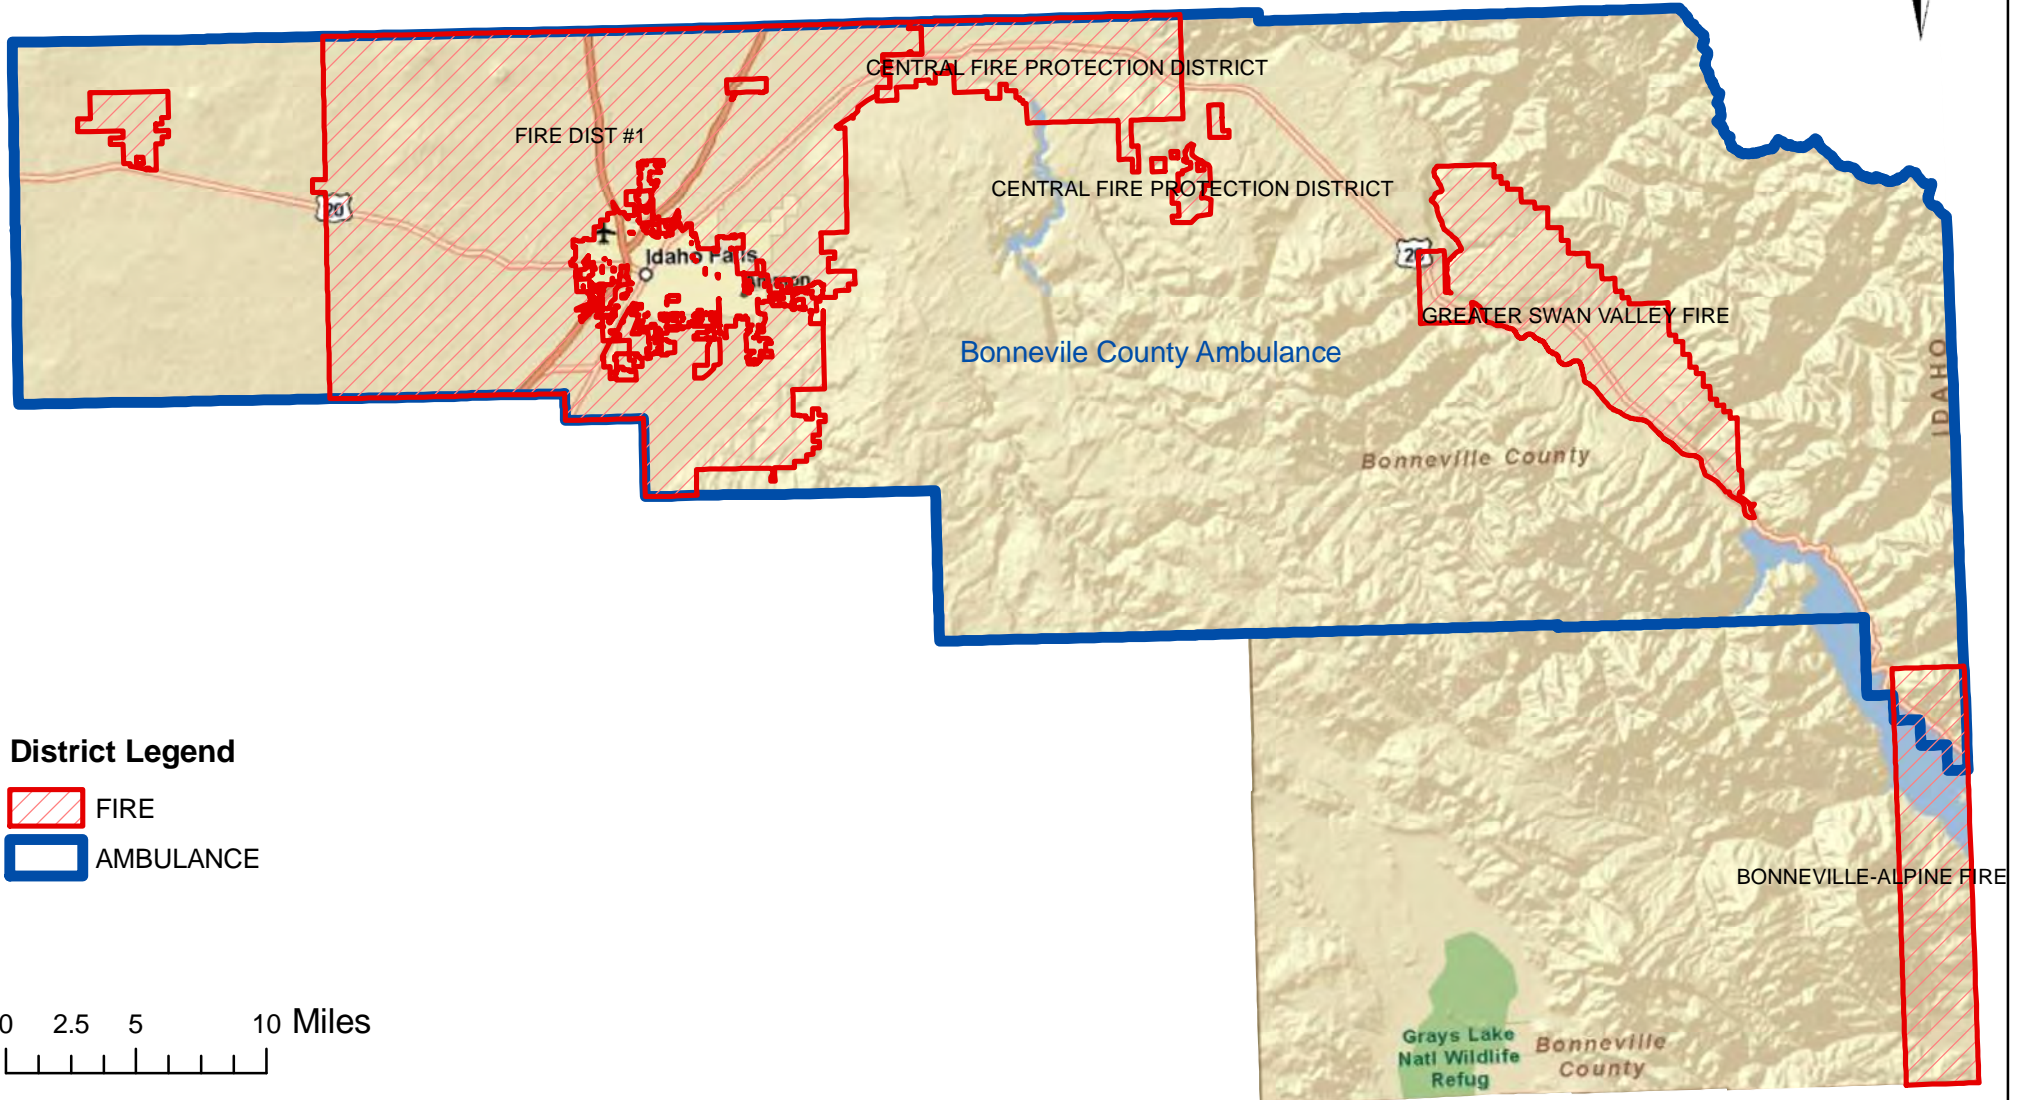 CENTRAL FIRE PROTECTION DISTRICT
FIRE DIST #1
CENTRAL FIRE PROTECTION DISTRICT
20
20
Idaho Falls
GREATER SWAN VALLEY FIRE
Bonnevile County Ambulance
IDAHO
Bonneville County
District Legend
FIRE
AMBULANCE
BONNEVILLE-ALPINE FIRE
0 2.5 5 10 Miles
Grays Lake
Natl Wildlife
Refug
Bonneville
County